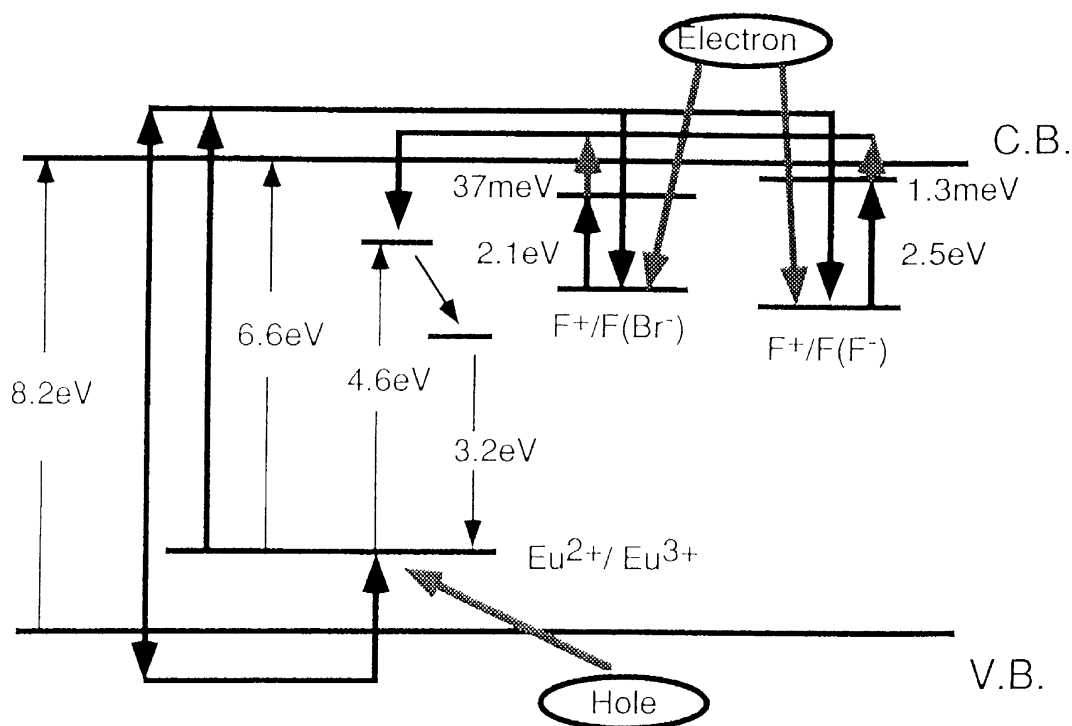 Electron
C.B.
37meV
1.3meV
2.1eV
2.5eV
F⁺/F(Br⁻)
F⁺/F(F⁻)
6.6eV
4.6eV
8.2eV
3.2eV
Eu²⁺/ Eu³⁺
V.B.
Hole